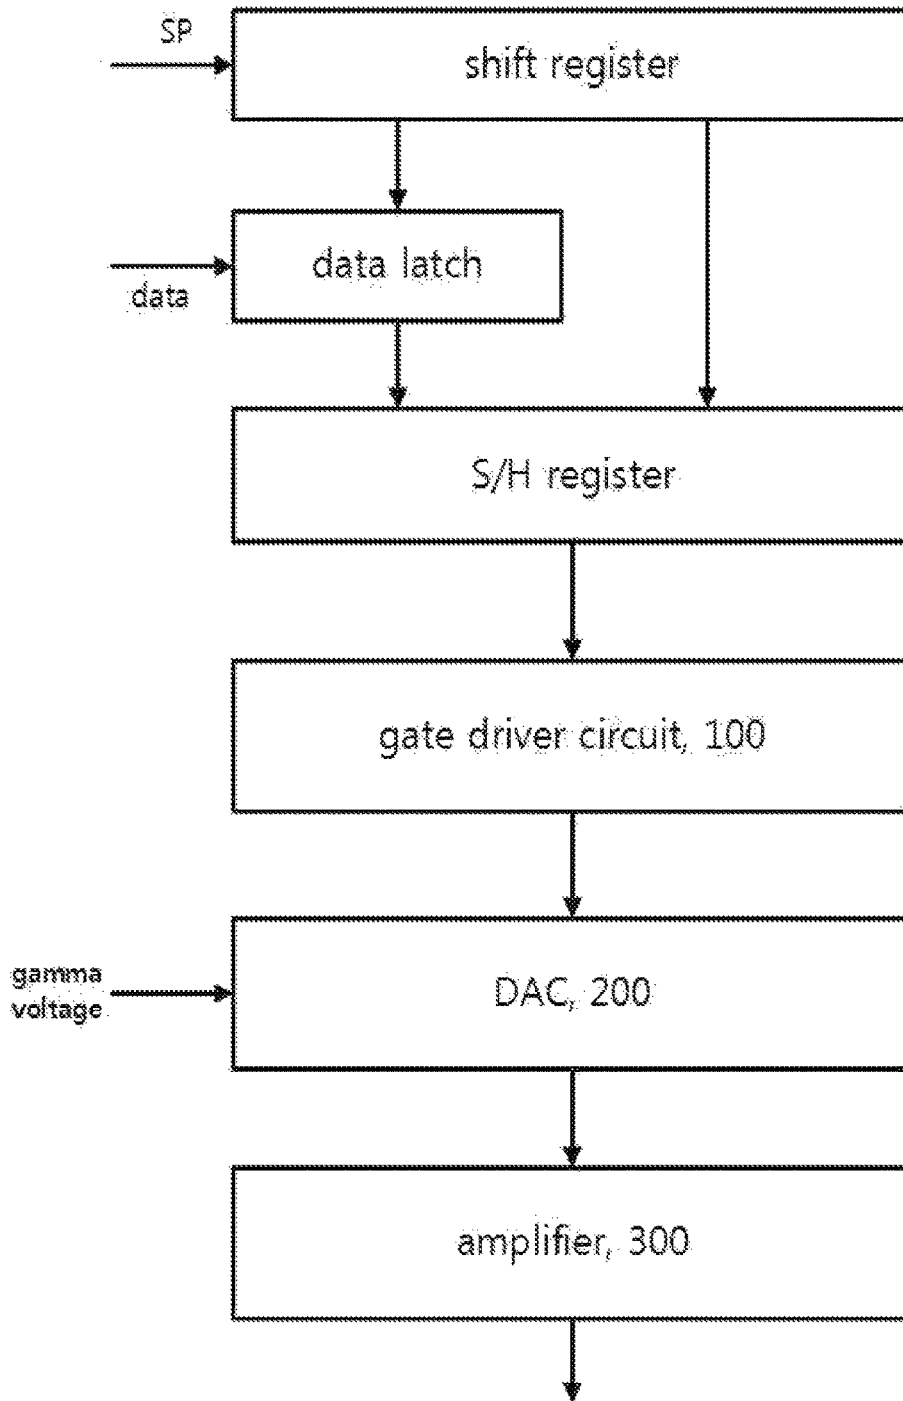 SP
shift register
data latch
data
S/H register
gate driver circuit, 100
gamma
voltage
DAC, 200
amplifier, 300